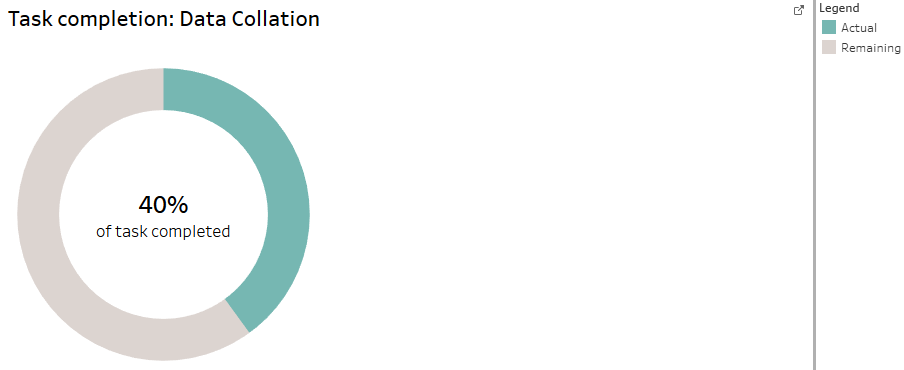 Task completion: Data Collation
Legend
Actual
Remaining
40%
of task completed